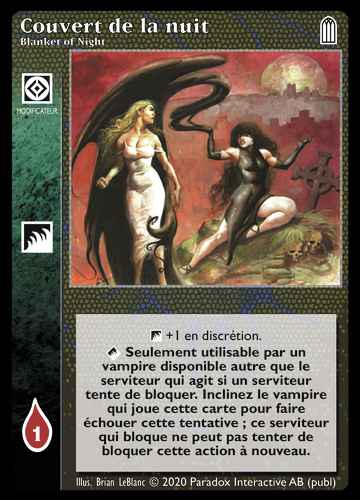 Couvert de la nuit
Blanket of Night
MODIFICATEUR
+1 en discrétion.
Seulement utilisable par un
vampire disponible autre que le
serviteur qui agit si un serviteur
tente de bloquer. Inclinez le vampire
qui joue cette carte pour faire
échouer cette tentative ; ce serviteur
qui bloque ne peut pas tenter de
bloquer cette action à nouveau.
1
Illus. Brian LeBlanc © 2020 Paradox Interactive AB (publ)